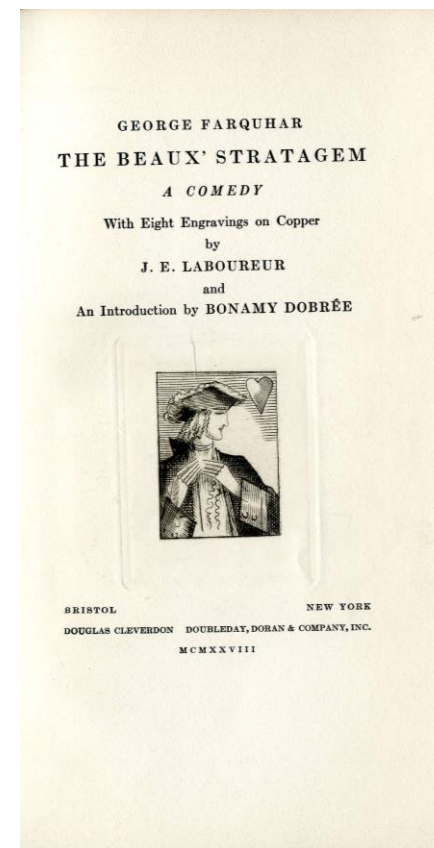 GEORGE FARQUHAR
THE BEAUX' STRATAGEM
A COMEDY
With Eight Engravings on Copper
by
J. E. LABOUREUR
and
An Introduction by BONAMY DOBRÉE
BRISTOL NEW YORK
DOUGLAS CLEVERDON DOUBLEDAY, DORAN & COMPANY, INC.
MCMXXVIII